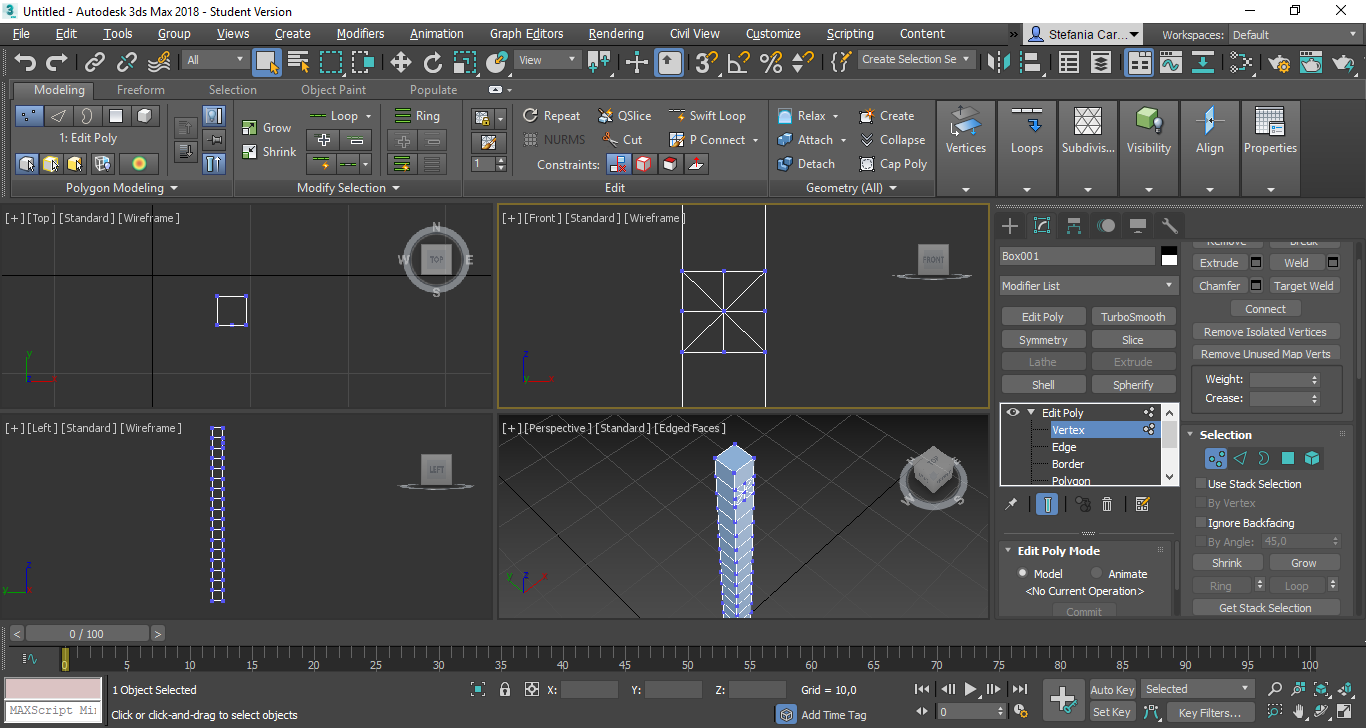 Untitled - Autodesk 3ds Max 2018 - Student Version
File Edit Tools Group Views Create Modifiers Animation Graph Editors Rendering Civil View Customize Scripting Content » Stefania Car... Workspaces: Default
All View Create Selection Se
Modeling Freeform Selection Object Paint Populate
1: Edit Poly
Polygon Modeling
Grow
Shrink
Loop
Modify Selection
Ring
1
Repeat QSlice Swift Loop
NURMS Cut P Connect
Constraints:
Edit
Relax Create
Attach Collapse
Detach Cap Poly
Geometry (All)
Vertices Loops Subdivis... Visibility Align Properties
[+] [Top] [Standard] [Wireframe]
N
W TOP E
S
y
z x
[+] [Front] [Standard] [Wireframe]
FRONT
z
y x
[+] [Left] [Standard] [Wireframe]
LEFT
z
y
[+] [Perspective] [Standard] [Edged Faces]
TOP
W S
y z x
Box001
Modifier List
Edit Poly TurboSmooth
Symmetry Slice
Lathe Extrude
Shell Spherify
Edit Poly
Vertex
Edge
Border
Polygon
Edit Poly Mode
Model Animate
<No Current Operation>
Commit
Remove Break
Extrude Weld
Chamfer Target Weld
Connect
Remove Isolated Vertices
Remove Unused Map Verts
Weight:
Crease:
Selection
Use Stack Selection
By Vertex
Ignore Backfacing
By Angle: 45,0
Shrink Grow
Ring Loop
Get Stack Selection
< 0 / 100 >
0 5 10 15 20 25 30 35 40 45 50 55 60 65 70 75 80 85 90 95 100
1 Object Selected X: Y: Z: Grid = 10,0
MAXScript Mi
Click or click-and-drag to select objects
Add Time Tag
0
Auto Key Selected
Set Key Key Filters...